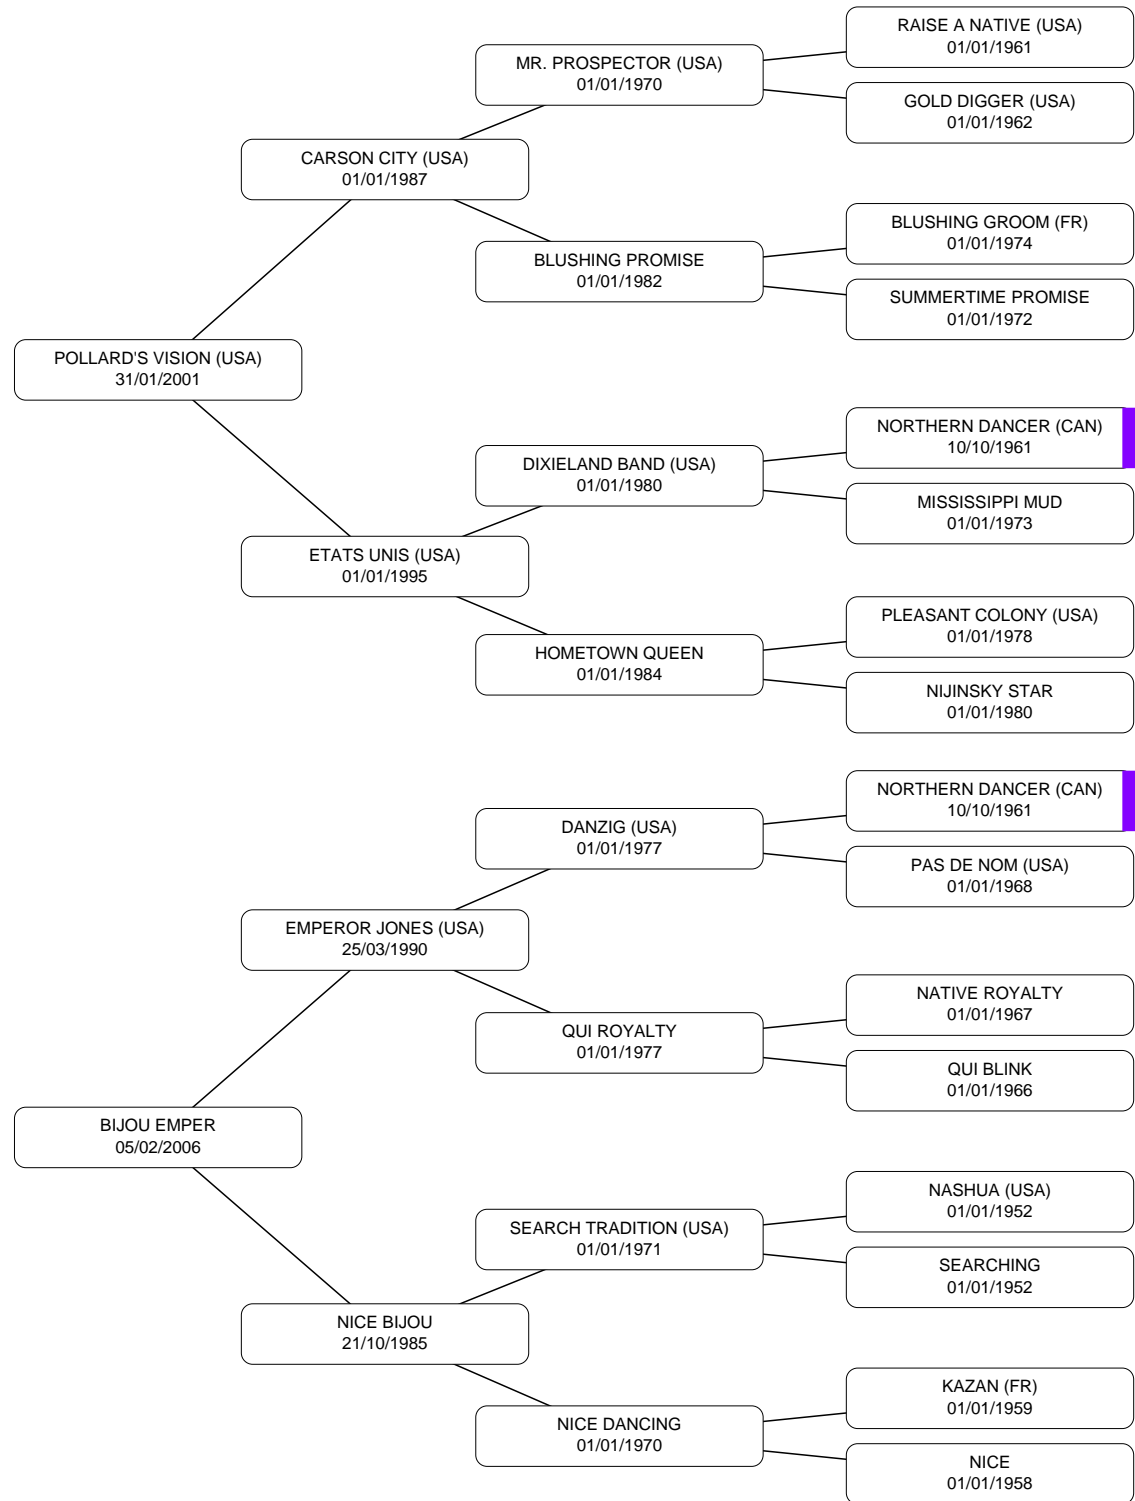 RAISE A NATIVE (USA)
01/01/1961
MR. PROSPECTOR (USA)
01/01/1970
GOLD DIGGER (USA)
01/01/1962
CARSON CITY (USA)
01/01/1987
BLUSHING GROOM (FR)
01/01/1974
BLUSHING PROMISE
01/01/1982
SUMMERTIME PROMISE
01/01/1972
POLLARD'S VISION (USA)
31/01/2001
NORTHERN DANCER (CAN)
10/10/1961
DIXIELAND BAND (USA)
01/01/1980
MISSISSIPPI MUD
01/01/1973
ETATS UNIS (USA)
01/01/1995
PLEASANT COLONY (USA)
01/01/1978
HOMETOWN QUEEN
01/01/1984
NIJINSKY STAR
01/01/1980
NORTHERN DANCER (CAN)
10/10/1961
DANZIG (USA)
01/01/1977
PAS DE NOM (USA)
01/01/1968
EMPEROR JONES (USA)
25/03/1990
NATIVE ROYALTY
01/01/1967
QUI ROYALTY
01/01/1977
QUI BLINK
01/01/1966
BIJOU EMPER
05/02/2006
NASHUA (USA)
01/01/1952
SEARCH TRADITION (USA)
01/01/1971
SEARCHING
01/01/1952
NICE BIJOU
21/10/1985
KAZAN (FR)
01/01/1959
NICE DANCING
01/01/1970
NICE
01/01/1958